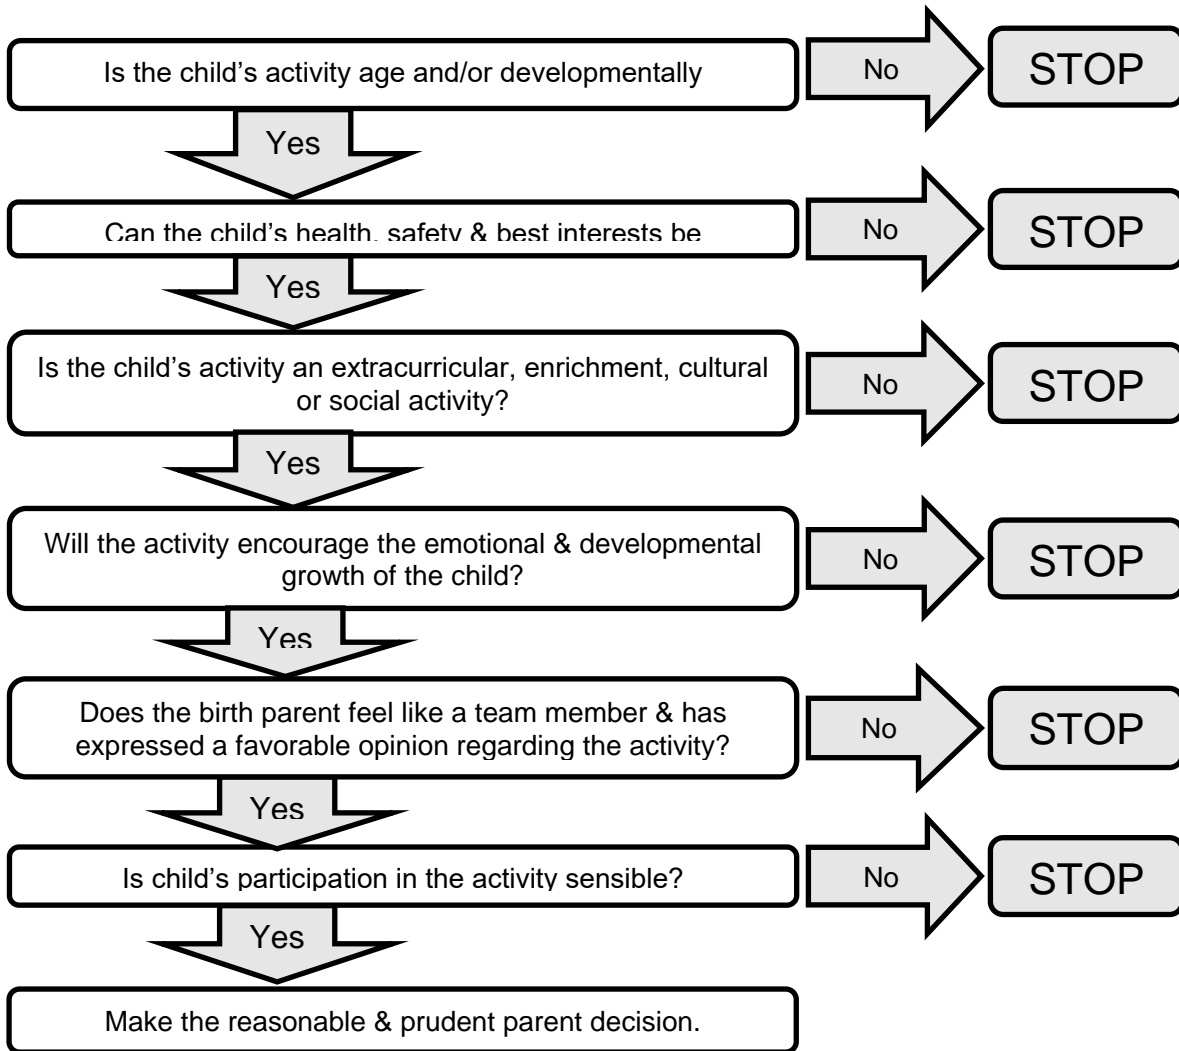 Is the child’s activity age and/or developmentally
No
STOP
Yes
Can the child’s health, safety & best interests be
No
STOP
Yes
Is the child’s activity an extracurricular, enrichment, cultural
or social activity?
No
STOP
Yes
Will the activity encourage the emotional & developmental
growth of the child?
No
STOP
Yes
Does the birth parent feel like a team member & has
expressed a favorable opinion regarding the activity?
No
STOP
Yes
Is child’s participation in the activity sensible?
No
STOP
Yes
Make the reasonable & prudent parent decision.